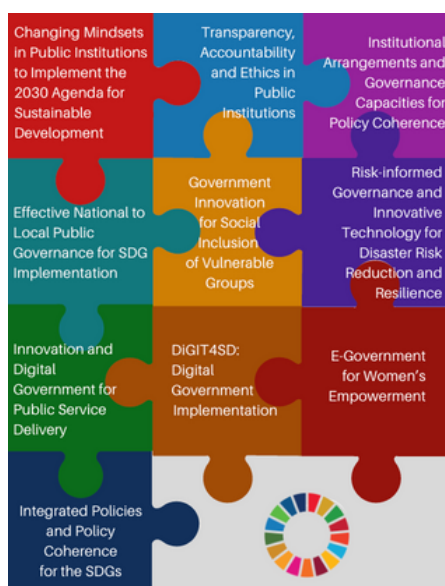 Changing Mindsets
in Public Institutions
to Implement the
2030 Agenda for
Sustainable
Development
Transparency,
Accountability
and Ethics in
Public
Institutions
Institutional
Arrangements and
Governance
Capacities for
Policy Coherence
Effective National to
Local Public
Governance for SDG
Implementation
Government
Innovation
for Social
Inclusion
of Vulnerable
Groups
Risk-informed
Governance and
Innovative
Technology for
Disaster Risk
Reduction and
Resilience
Innovation and
Digital
Government for
Public Service
Delivery
DiGIT4SD:
Digital
Government
Implementation
E-Government
for Women's
Empowerment
Integrated Policies
and Policy
Coherence
for the SDGs